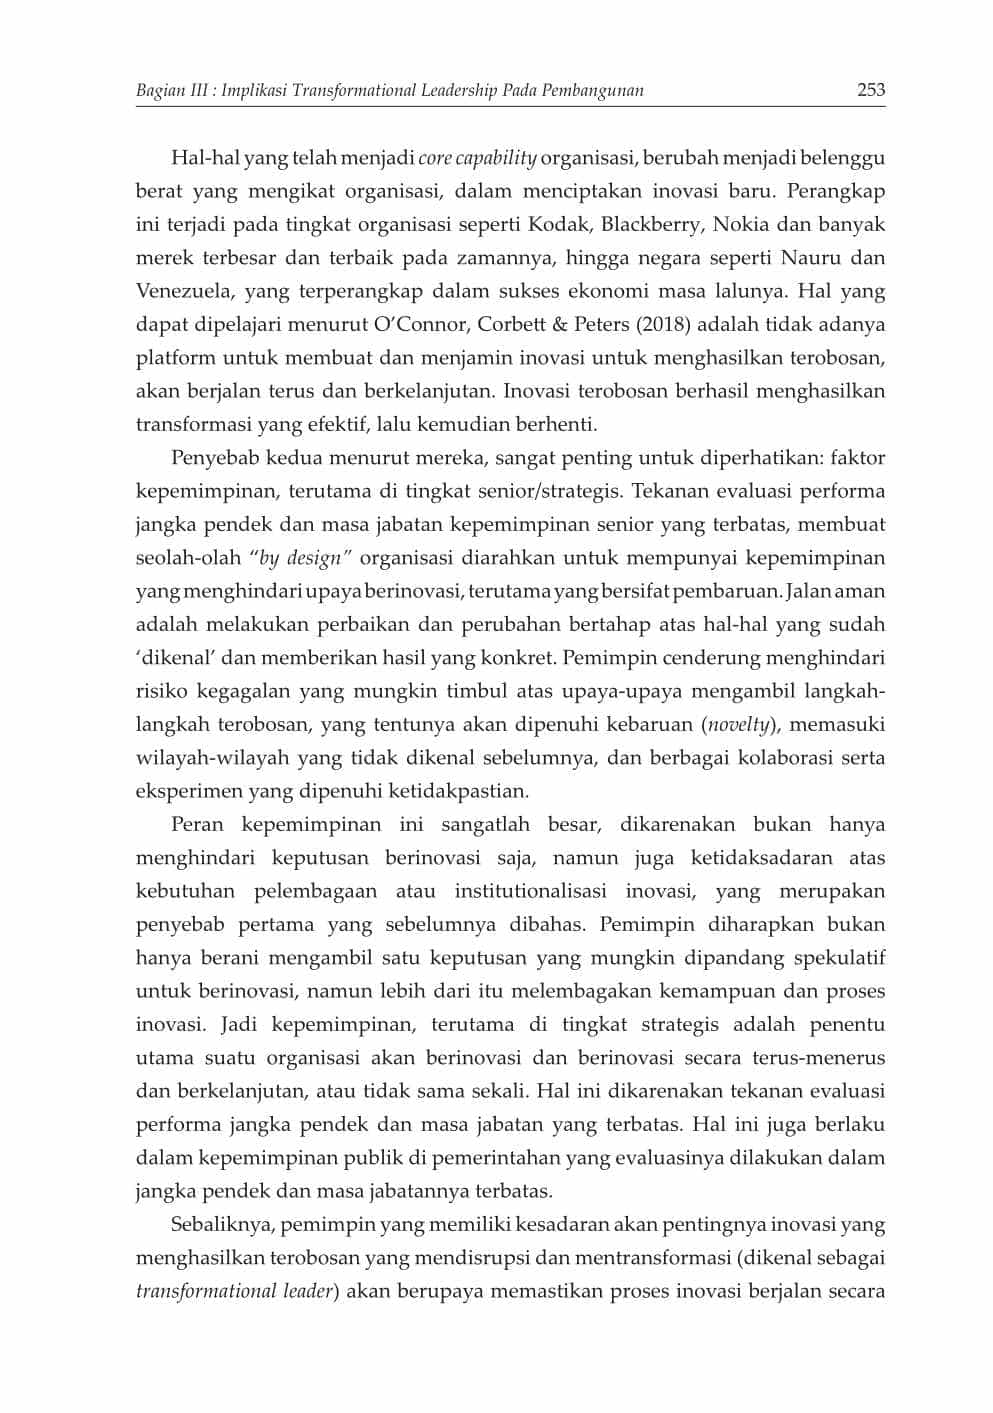 Bagian III : Implikasi Transformational Leadership Pada Pembangunan 253
Hal-hal yang telah menjadi core capability organisasi, berubah menjadi belenggu
berat yang mengikat organisasi, dalam menciptakan inovasi baru. Perangkap
ini terjadi pada tingkat organisasi seperti Kodak, Blackberry, Nokia dan banyak
merek terbesar dan terbaik pada zamannya, hingga negara seperti Nauru dan
Venezuela, yang terperangkap dalam sukses ekonomi masa lalunya. Hal yang
dapat dipelajari menurut O’Connor, Corbett & Peters (2018) adalah tidak adanya
platform untuk membuat dan menjamin inovasi untuk menghasilkan terobosan,
akan berjalan terus dan berkelanjutan. Inovasi terobosan berhasil menghasilkan
transformasi yang efektif, lalu kemudian berhenti.
Penyebab kedua menurut mereka, sangat penting untuk diperhatikan: faktor
kepemimpinan, terutama di tingkat senior/strategis. Tekanan evaluasi performa
jangka pendek dan masa jabatan kepemimpinan senior yang terbatas, membuat
seolah-olah “by design” organisasi diarahkan untuk mempunyai kepemimpinan
yang menghindari upaya berinovasi, terutama yang bersifat pembaruan. Jalan aman
adalah melakukan perbaikan dan perubahan bertahap atas hal-hal yang sudah
‘dikenal’ dan memberikan hasil yang konkret. Pemimpin cenderung menghindari
risiko kegagalan yang mungkin timbul atas upaya-upaya mengambil langkah-
langkah terobosan, yang tentunya akan dipenuhi kebaruan (novelty), memasuki
wilayah-wilayah yang tidak dikenal sebelumnya, dan berbagai kolaborasi serta
eksperimen yang dipenuhi ketidakpastian.
Peran kepemimpinan ini sangatlah besar, dikarenakan bukan hanya
menghindari keputusan berinovasi saja, namun juga ketidaksadaran atas
kebutuhan pelembagaan atau institutionalisasi inovasi, yang merupakan
penyebab pertama yang sebelumnya dibahas. Pemimpin diharapkan bukan
hanya berani mengambil satu keputusan yang mungkin dipandang spekulatif
untuk berinovasi, namun lebih dari itu melembagakan kemampuan dan proses
inovasi. Jadi kepemimpinan, terutama di tingkat strategis adalah penentu
utama suatu organisasi akan berinovasi dan berinovasi secara terus-menerus
dan berkelanjutan, atau tidak sama sekali. Hal ini dikarenakan tekanan evaluasi
performa jangka pendek dan masa jabatan yang terbatas. Hal ini juga berlaku
dalam kepemimpinan publik di pemerintahan yang evaluasinya dilakukan dalam
jangka pendek dan masa jabatannya terbatas.
Sebaliknya, pemimpin yang memiliki kesadaran akan pentingnya inovasi yang
menghasilkan terobosan yang mendisrupsi dan mentransformasi (dikenal sebagai
transformational leader) akan berupaya memastikan proses inovasi berjalan secara